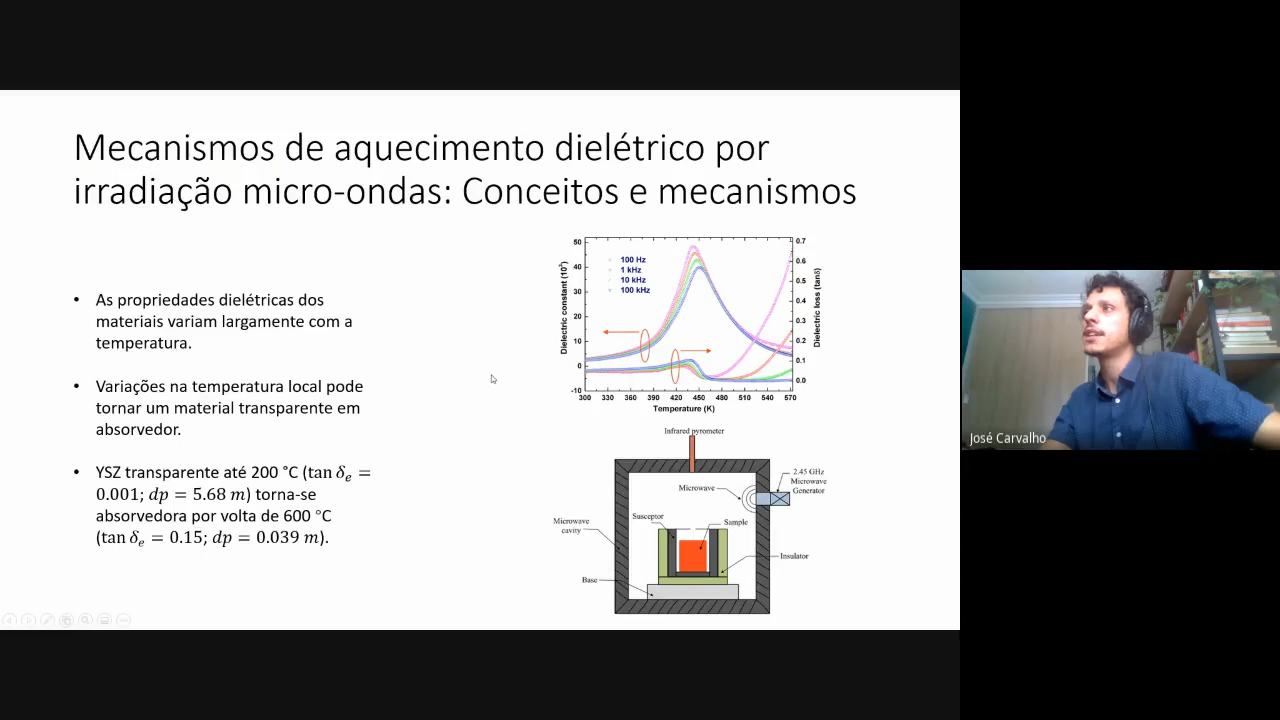 Mecanismos de aquecimento dielétrico por
irradiação micro-ondas: Conceitos e mecanismos
• As propriedades dielétricas dos
materiais variam largamente com a
temperatura.
• Variações na temperatura local pode
tornar um material transparente em
absorvedor.
• YSZ transparente até 200 °C (tan δₑ =
0.001; dp = 5.68 m) torna-se
absorvedora por volta de 600 °C
(tan δₑ = 0.15; dp = 0.039 m).
Dielectric constant (10³)
50
40
30
20
10
0
-10
100 Hz
1 kHz
10 kHz
100 kHz
0.7
0.6
0.5
0.4
0.3
0.2
0.1
0.0
Dielectric loss (tanδ)
300 330 360 390 420 450 480 510 540 570
Temperature (K)
Infrared pyrometer
2.45 GHz
Microwave
Generator
Microwave
Susceptor
Sample
Microwave
cavity
Insulator
Base
José Carvalho